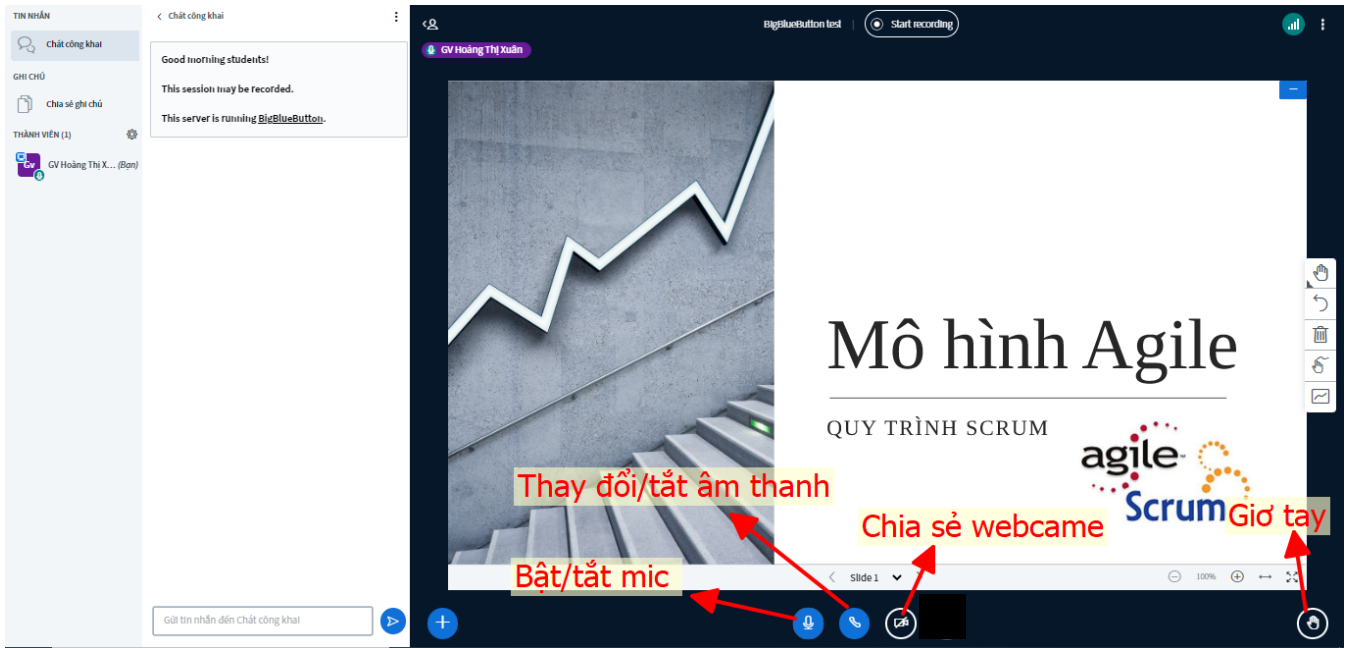 TIN NHẮN
Chát công khai
GHI CHÚ
Chia sẻ ghi chú
THÀNH VIÊN (1)
Gv
GV Hoàng Thị X... (Bạn)
Chát công khai
Good morning students!
This session may be recorded.
This server is running BigBlueButton.
Gửi tin nhắn đến Chát công khai
BigBlueButton test
Start recording
GV Hoàng Thị Xuân
Mô hình Agile
QUY TRÌNH SCRUM
agile
Scrum
Thay đổi/tắt âm thanh
Chia sẻ webcame
Giơ tay
Bật/tắt mic
Slide 1
100%